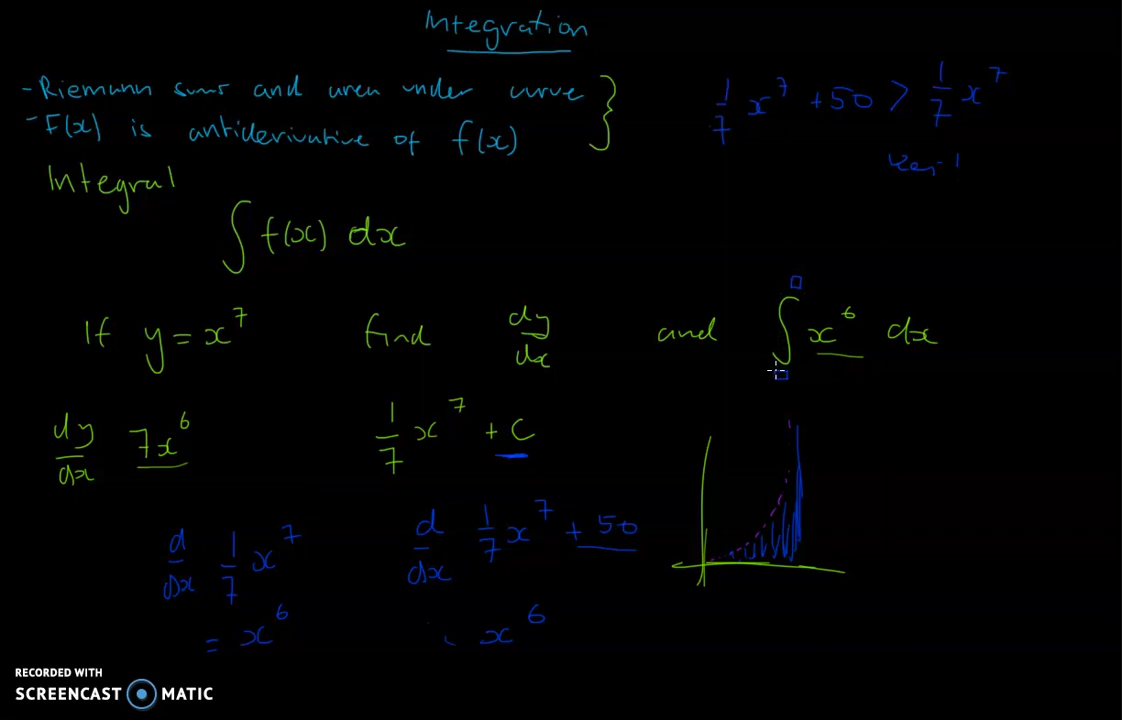 Integration
- Riemann sums and area under curve
- F(x) is antiderivative of f(x)
1/7 x^7 + 50 > 1/7 x^7
Integral
∫ f(x) dx
If y = x^7 find dy/dx and ∫ x^6 dx
dy/dx 7x^6
1/7 x^7 + C
d/dx 1/7 x^7
d/dx 1/7 x^7 + 50
= x^6
x^6
RECORDED WITH
SCREENCAST MATIC